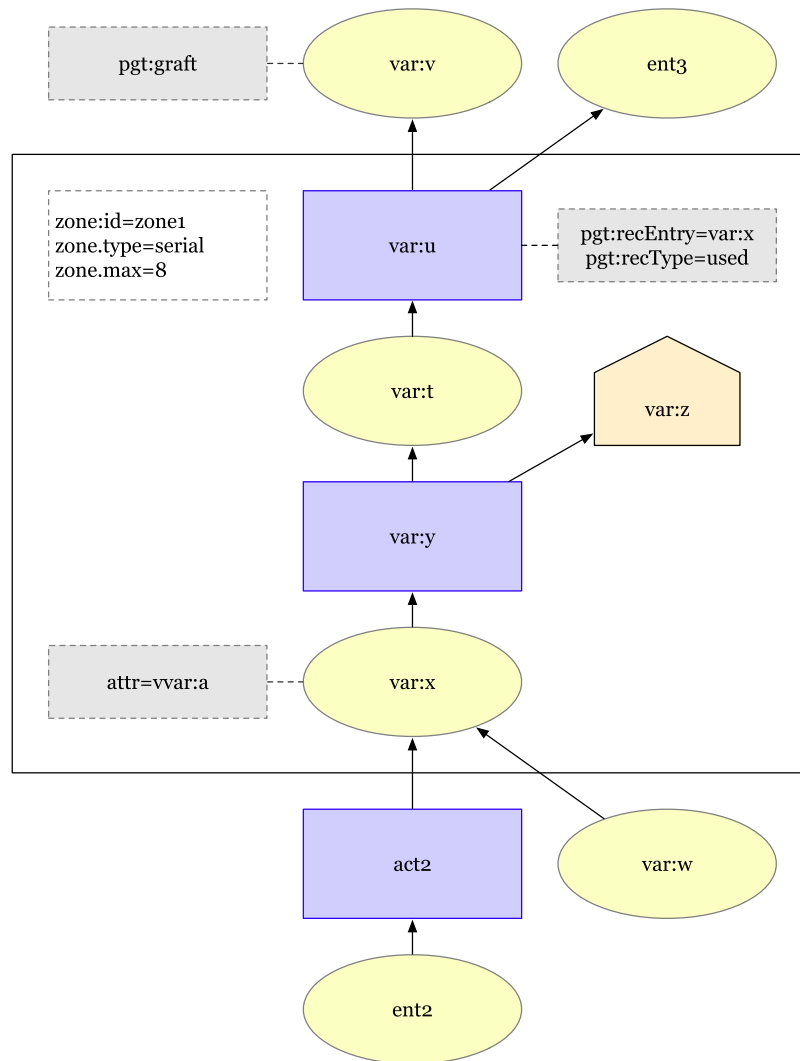 pgt:graft
var:v
ent3
zone:id=zone1
zone.type=serial
zone.max=8
var:u
pgt:recEntry=var:x
pgt:recType=used
var:t
var:z
var:y
attr=vvar:a
var:x
act2
var:w
ent2